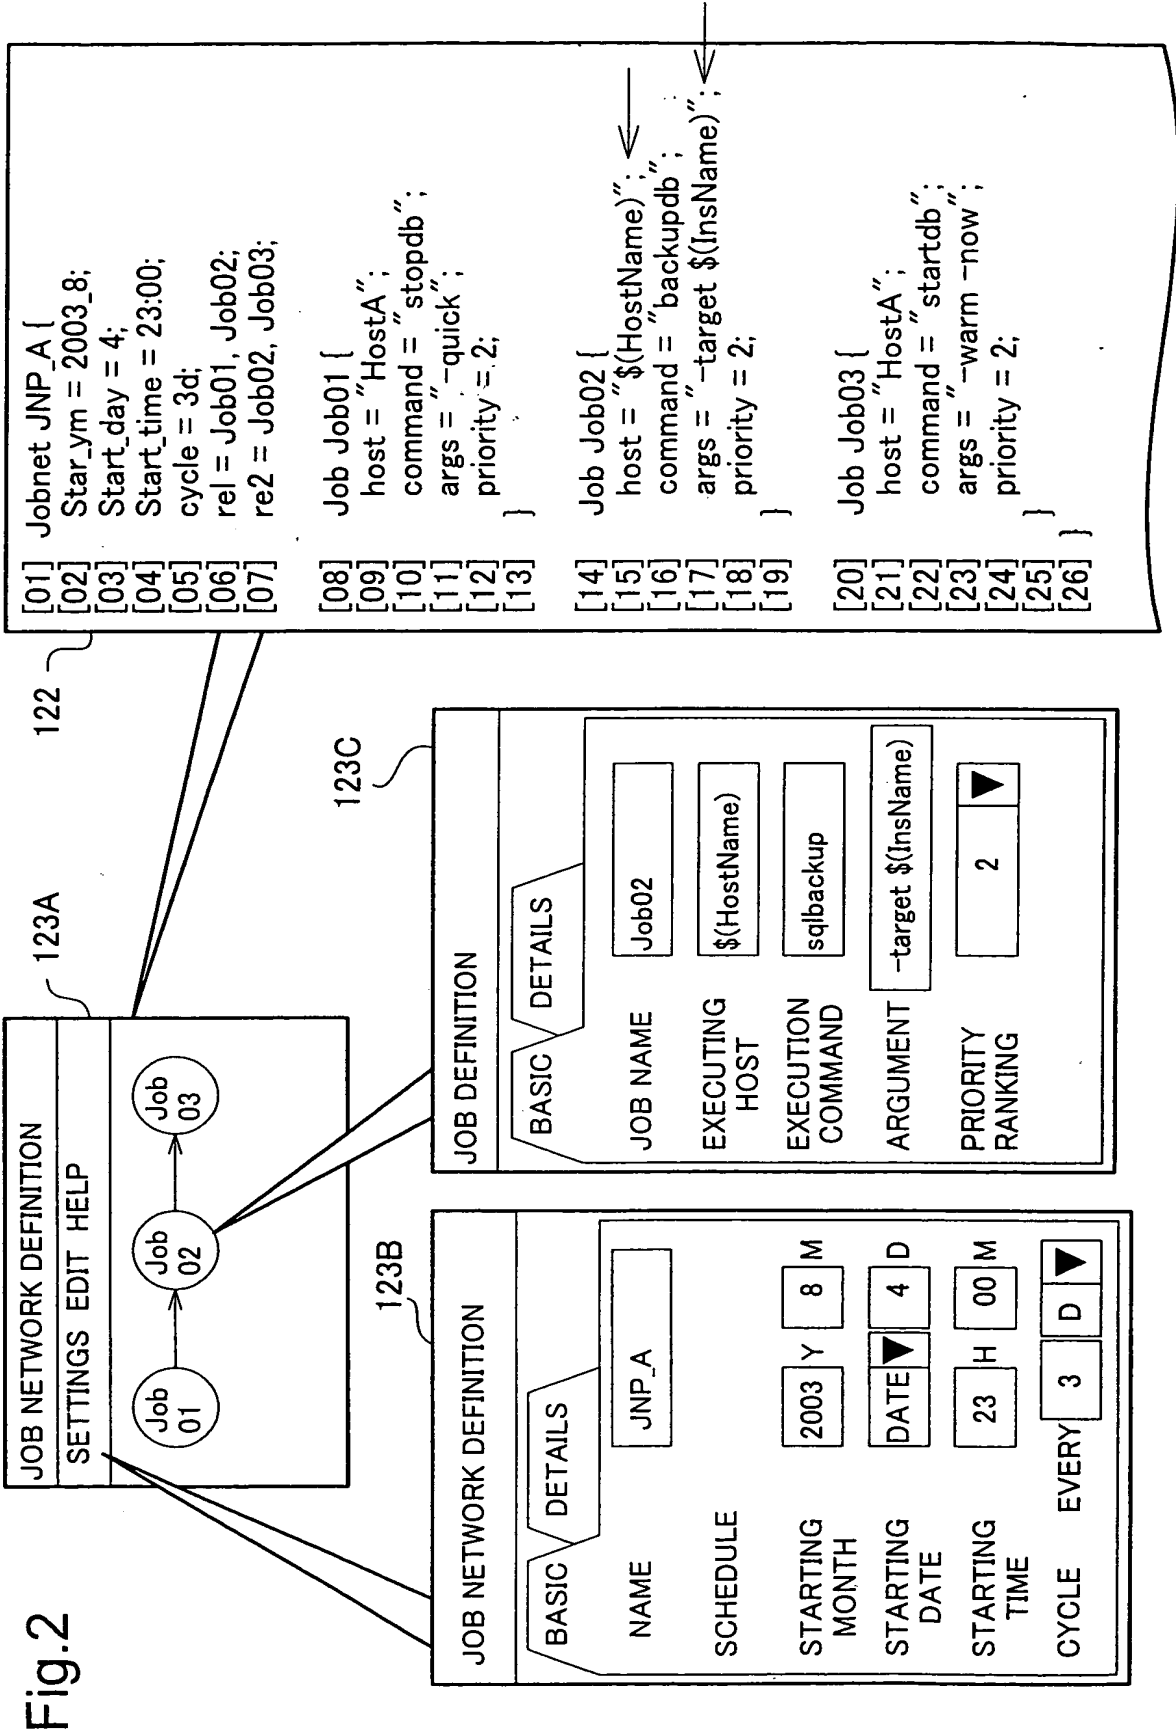 Fig.2
JOB NETWORK DEFINITION
SETTINGS EDIT HELP
Job 01
Job 02
Job 03
123A
JOB NETWORK DEFINITION
123B
BASIC
DETAILS
NAME
JNP_A
SCHEDULE
STARTING MONTH
2003 Y 8 M
STARTING DATE
DATE▼ 4 D
STARTING TIME
23 H 00 M
CYCLE EVERY 3 D ▼
JOB DEFINITION
123C
BASIC
DETAILS
JOB NAME
Job02
EXECUTING HOST
$(HostName)
EXECUTION COMMAND
sqlbackup
ARGUMENT
-target $(InsName)
PRIORITY RANKING
2 ▼
122
[01] Jobnet JNP_A {
[02] Star_ym = 2003_8;
[03] Start_day = 4;
[04] Start_time = 23:00;
[05] cycle = 3d;
[06] rel = Job01, Job02;
[07] re2 = Job02, Job03;
[08] Job Job01 {
[09] host = "HostA";
[10] command = "stopdb";
[11] args = "-quick";
[12] priority = 2;
[13] }
[14] Job Job02 {
[15] host = "$(HostName)";
[16] command = "backupdb";
[17] args = "-target $(InsName)";
[18] priority = 2;
[19] }
[20] Job Job03 {
[21] host = "HostA";
[22] command = "startdb";
[23] args = "-warm -now";
[24] priority = 2;
[25] }
[26] }